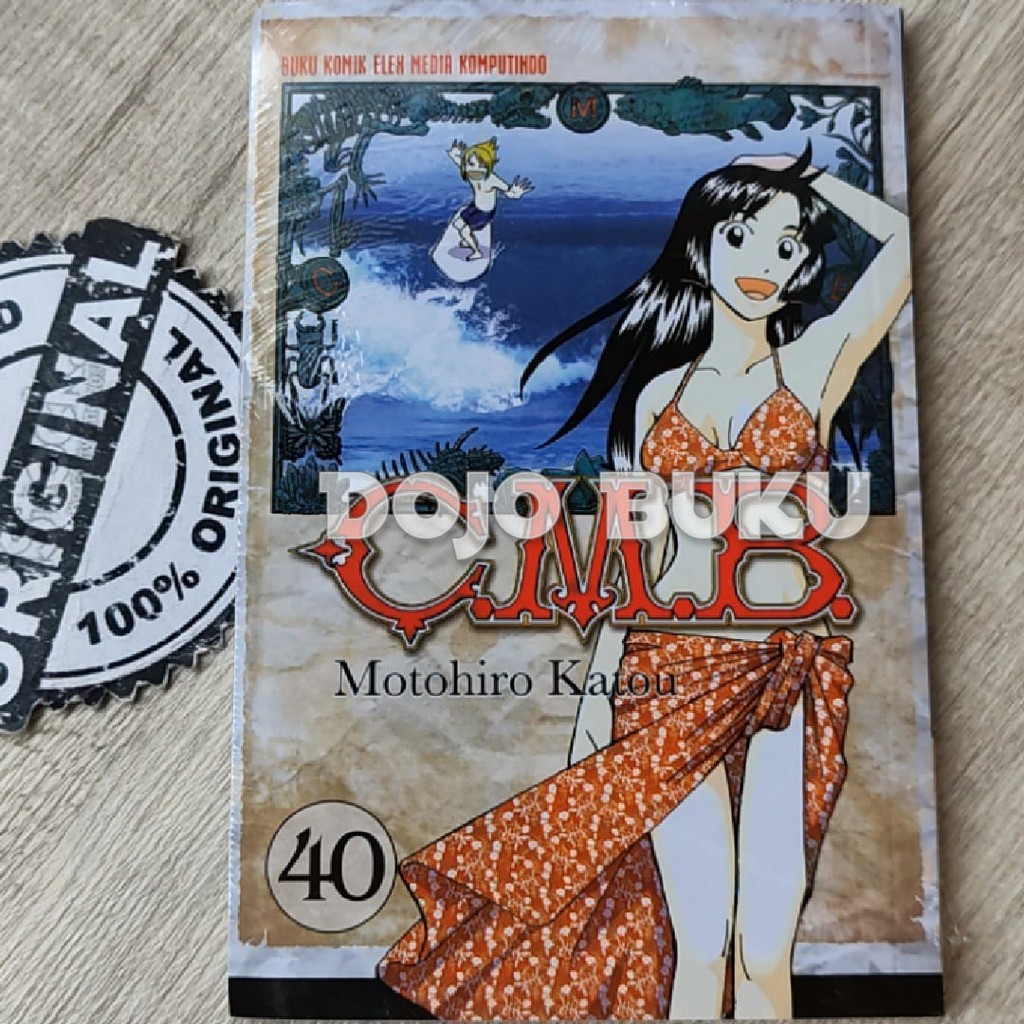 BUKU KOMIK ELEX MEDIA KOMPUTINDO
M
C
B
DOJO BUKU
C.M.B.
Motohiro Katou
40
ORIGINAL
100% ORIGINAL